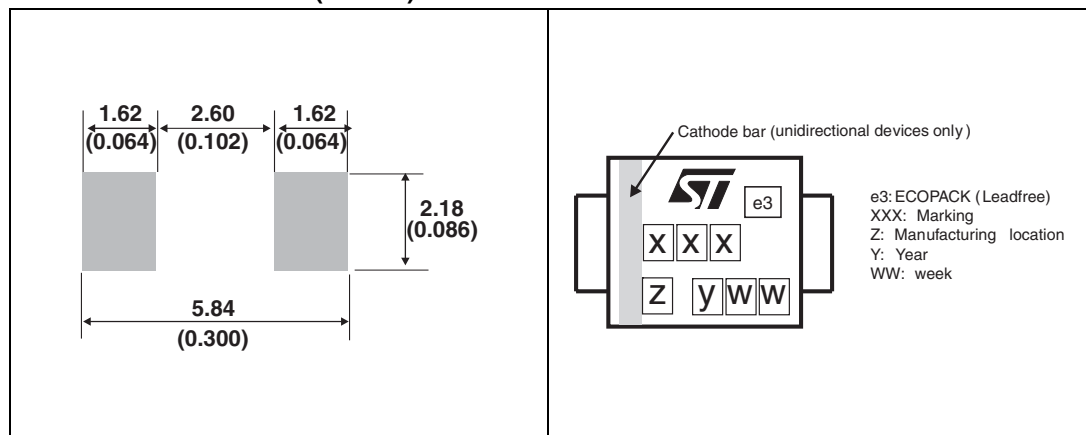 1.62 2.60 1.62
(0.064) (0.102) (0.064)
2.18
(0.086)
5.84
(0.300)
Cathode bar (unidirectional devices only)
ST
e3
x x x
z y w w
e3: ECOPACK (Leadfree)
XXX: Marking
Z: Manufacturing location
Y: Year
WW: week